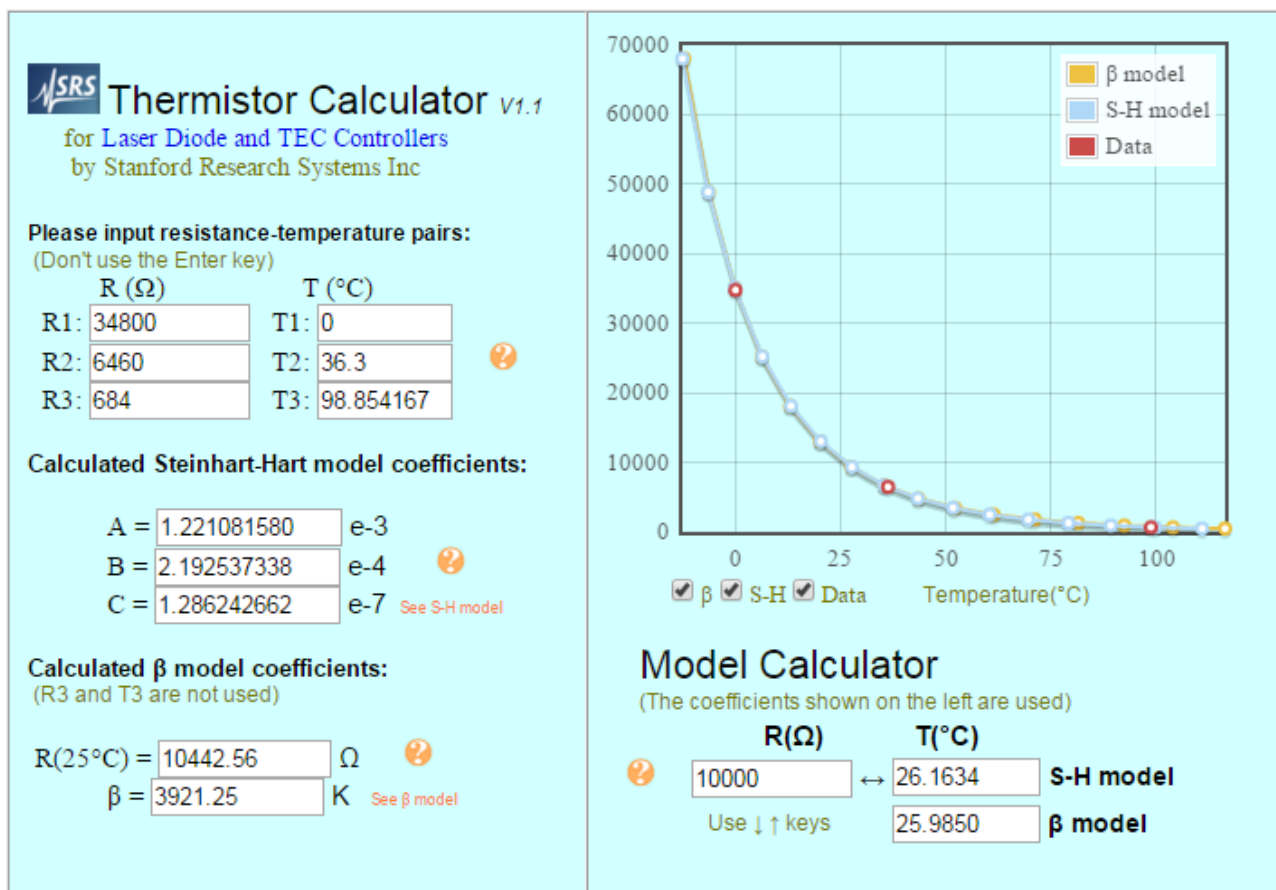 SRS Thermistor Calculator V1.1
for Laser Diode and TEC Controllers
by Stanford Research Systems Inc
Please input resistance-temperature pairs:
(Don't use the Enter key)
R (Ω) T (°C)
R1: 34800 T1: 0
R2: 6460 T2: 36.3 ?
R3: 684 T3: 98.854167
Calculated Steinhart-Hart model coefficients:
A = 1.221081580 e-3
B = 2.192537338 e-4 ?
C = 1.286242662 e-7 See S-H model
Calculated β model coefficients:
(R3 and T3 are not used)
R(25°C) = 10442.56 Ω ?
β = 3921.25 K See β model
70000
60000
50000
40000
30000
20000
10000
0
β model
S-H model
Data
0 25 50 75 100
β S-H Data Temperature(°C)
Model Calculator
(The coefficients shown on the left are used)
R(Ω) T(°C)
? 10000 ↔ 26.1634 S-H model
Use ↓ ↑ keys 25.9850 β model